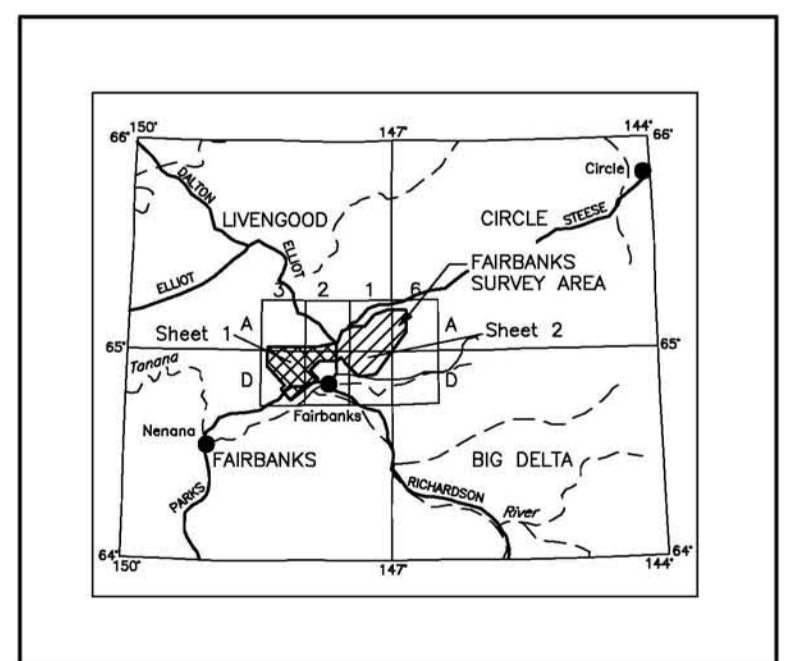 150° 147° 144°
66° 66°
Circle
DALTON
LIVENGOOD CIRCLE STEESE
ELLIOT
FAIRBANKS
SURVEY AREA
ELLIOT
3 2 1 6
A A
Sheet 1 Sheet 2
65° 65°
Tanana
D D
Fairbanks
Nenana
FAIRBANKS BIG DELTA
PARKS
RICHARDSON
River
64° 64°
150° 147° 144°